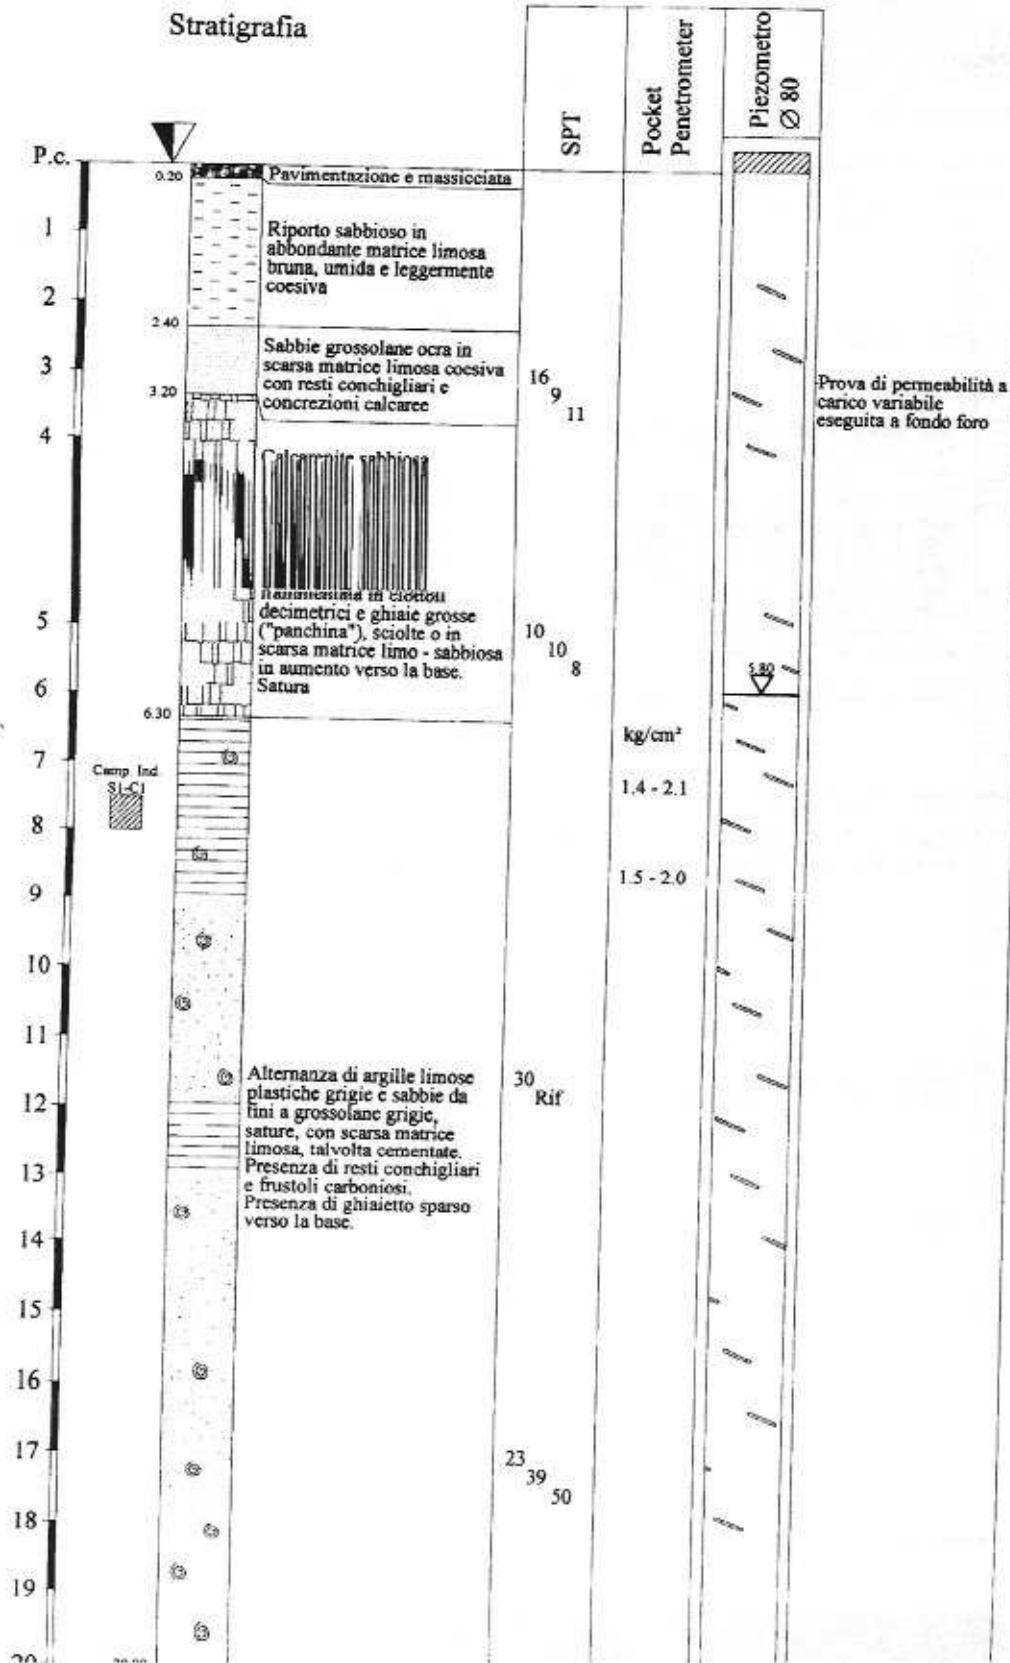 Stratigrafia
SPT
Pocket
Penetrometer
Piezometro
Ø 80
P.c.
0.20
Pavimentazione e massicciata
1
Riporto sabbioso in
abbondante matrice limosa
bruna, umida e leggermente
coesiva
2
2.40
Sabbie grossolane ocra in
scarsa matrice limosa coesiva
con resti conchigliari e
concrezioni calcaree
3
3.20
16
9
11
Prova di permeabilità a
carico variabile
eseguita a fondo foro
4
Calcarenite sabbiosa
in ciottoli
decimetrici e ghiaie grosse
("panchina"), sciolte o in
scarsa matrice limo - sabbiosa
in aumento verso la base.
Satura
5
10
10
8
5.80
6
6.30
kg/cm²
7
Camp. Ind.
S1-C1
1.4 - 2.1
8
1.5 - 2.0
9
10
11
Alternanza di argille limose
plastiche grigie e sabbie da
fini a grossolane grigie,
sature, con scarsa matrice
limosa, talvolta cementate.
Presenza di resti conchigliari
e frustoli carboniosi.
Presenza di ghiaietto sparso
verso la base.
30
Rif
12
13
14
15
16
17
23
39
50
18
19
20
20.00